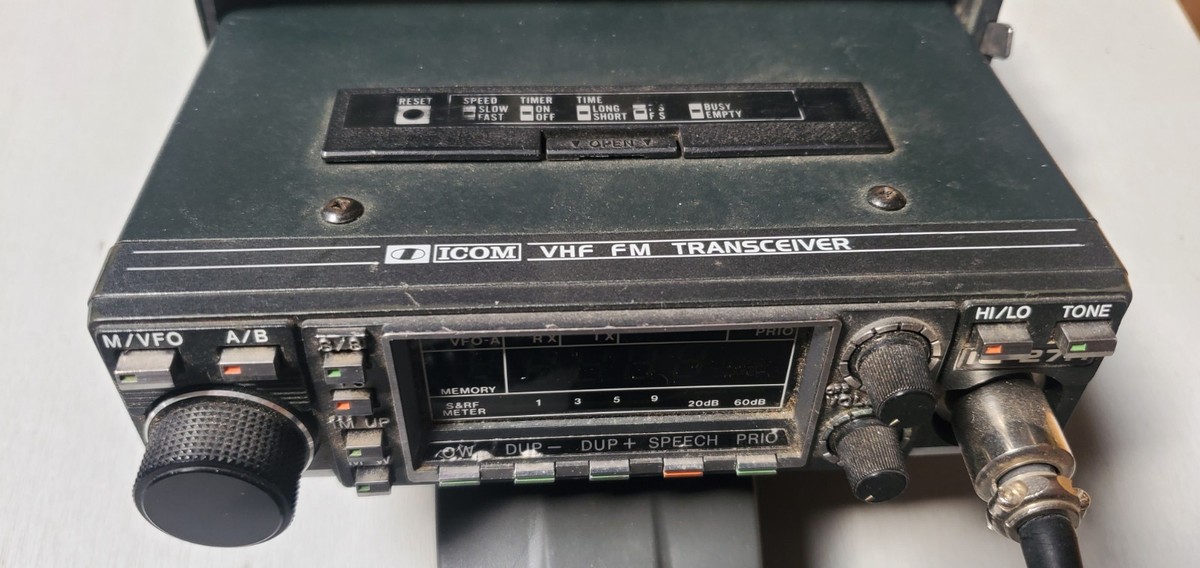 RESET
SPEED
SLOW
FAST
TIMER
ON
OFF
TIME
LONG
SHORT
BUSY
EMPTY
OPEN
ICOM VHF FM TRANSCEIVER
M/VFO A/B
HI/LO TONE
VFO-A RX TX PRIO
MEMORY
S&RF METER 1 3 5 9 20dB 60dB
DUP- DUP+ SPEECH PRIO